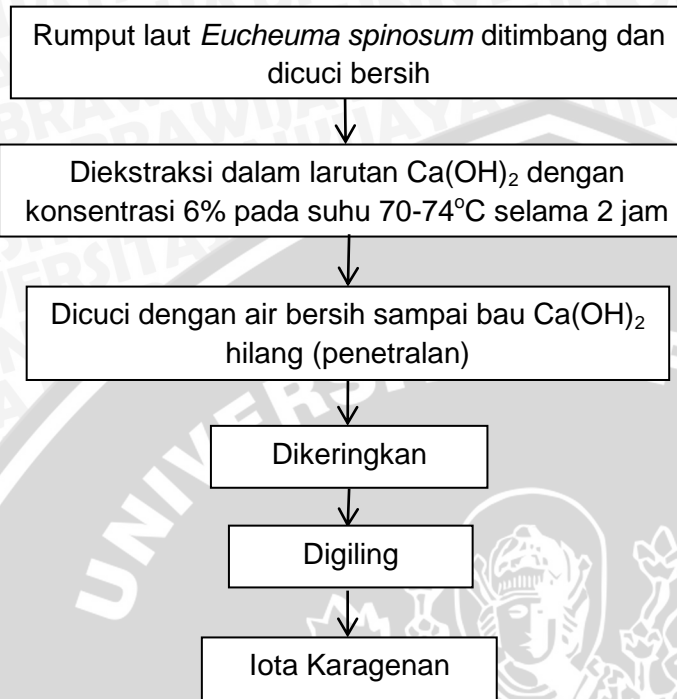 Rumput laut Eucheuma spinosum ditimbang dan
dicuci bersih
Diekstraksi dalam larutan Ca(OH)₂ dengan
konsentrasi 6% pada suhu 70-74°C selama 2 jam
Dicuci dengan air bersih sampai bau Ca(OH)₂
hilang (penetralan)
Dikeringkan
Digiling
Iota Karagenan